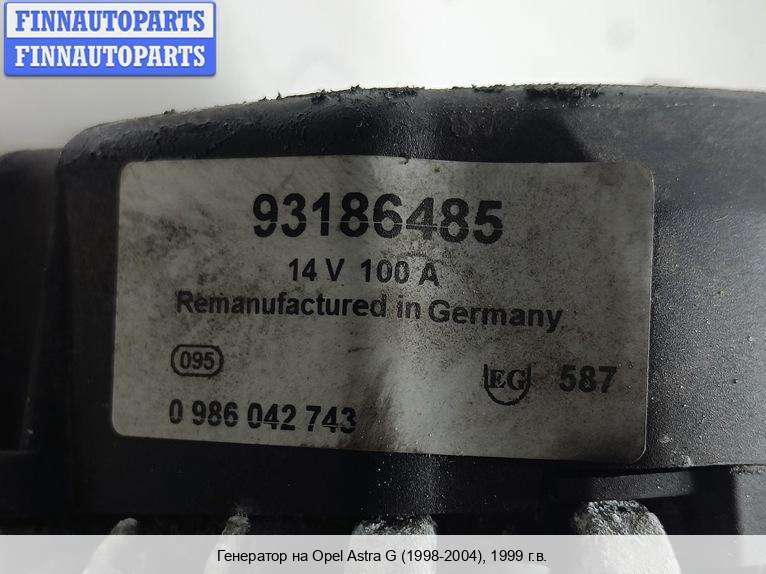 FINNAUTOPARTS
FINNAUTOPARTS
93186485
14 V 100 A
Remanufactured in Germany
095
EG 587
0 986 042 743
Генератор на Opel Astra G (1998-2004), 1999 г.в.